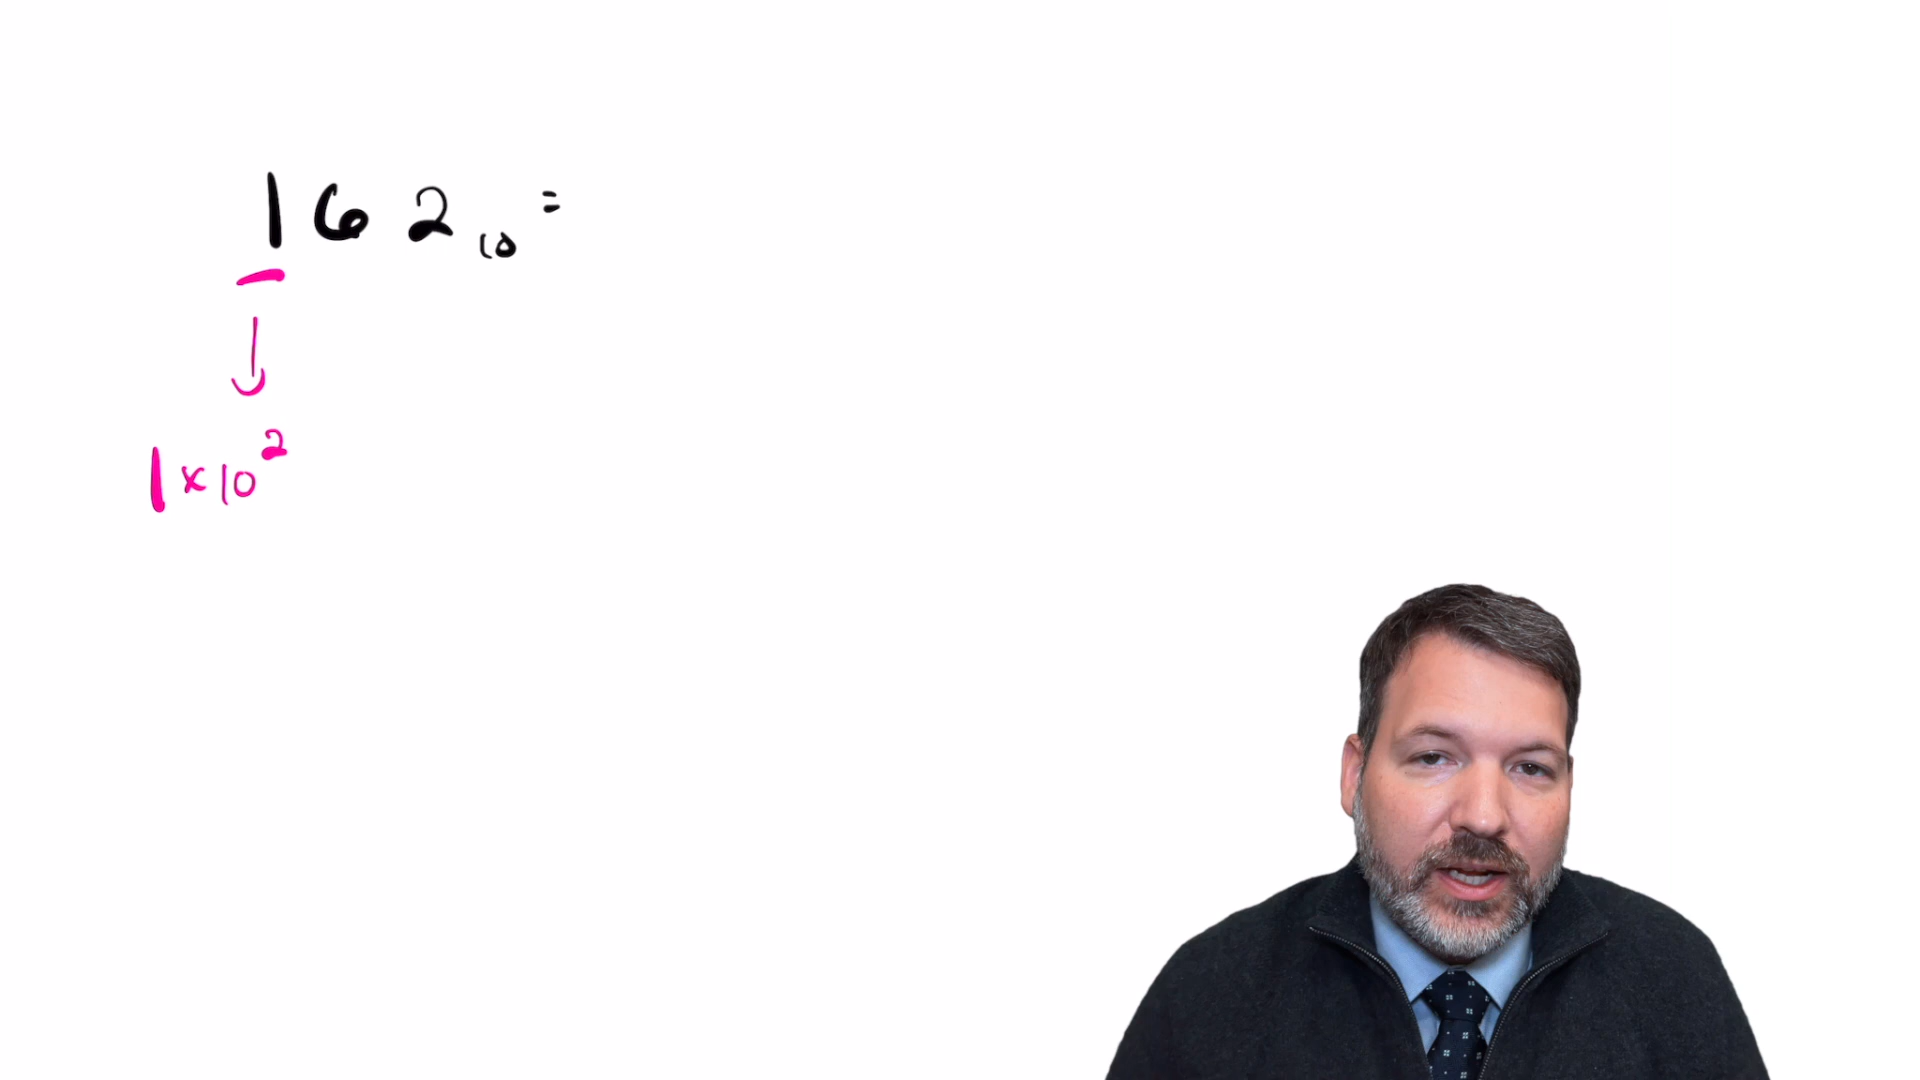 162₁₀ =
1 × 10²